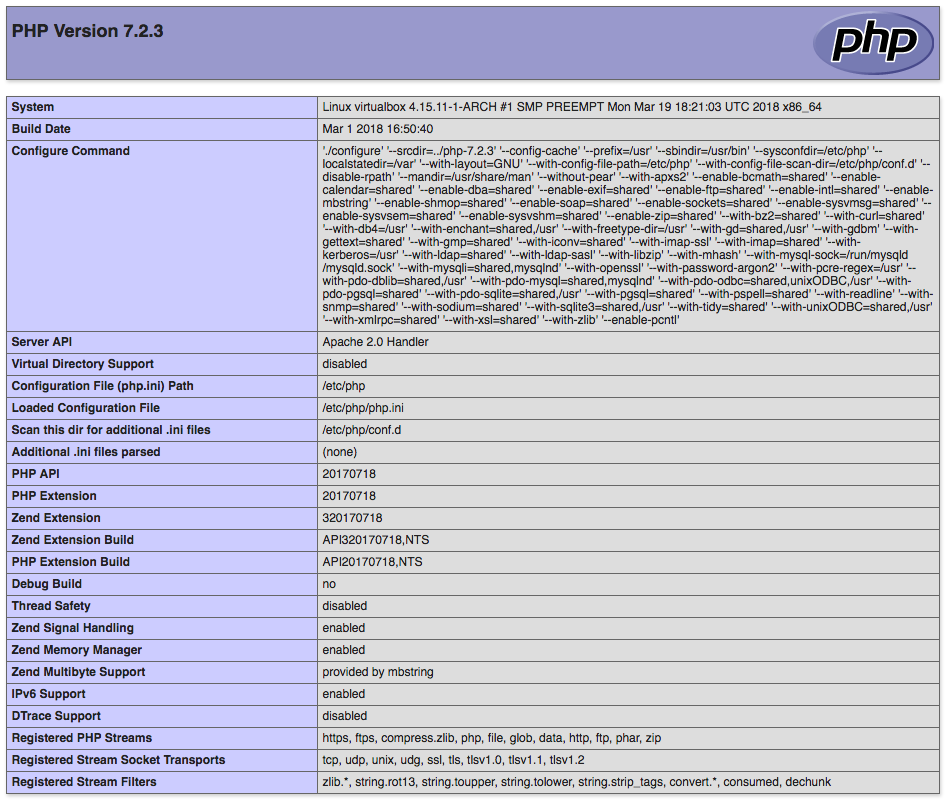 PHP Version 7.2.3
php
System Linux virtualbox 4.15.11-1-ARCH #1 SMP PREEMPT Mon Mar 19 18:21:03 UTC 2018 x86_64
Build Date Mar 1 2018 16:50:40
Configure Command './configure' '--srcdir=../php-7.2.3' '--config-cache' '--prefix=/usr' '--sbindir=/usr/bin' '--sysconfdir=/etc/php' '--
localstatedir=/var' '--with-layout=GNU' '--with-config-file-path=/etc/php' '--with-config-file-scan-dir=/etc/php/conf.d' '--
disable-rpath' '--mandir=/usr/share/man' '--without-pear' '--with-apxs2' '--enable-bcmath=shared' '--enable-
calendar=shared' '--enable-dba=shared' '--enable-exif=shared' '--enable-ftp=shared' '--enable-intl=shared' '--enable-
mbstring' '--enable-shmop=shared' '--enable-soap=shared' '--enable-sockets=shared' '--enable-sysvmsg=shared' '--
enable-sysvsem=shared' '--enable-sysvshm=shared' '--enable-zip=shared' '--with-bz2=shared' '--with-curl=shared'
'--with-db4=/usr' '--with-enchant=shared,/usr' '--with-freetype-dir=/usr' '--with-gd=shared,/usr' '--with-gdbm' '--with-
gettext=shared' '--with-gmp=shared' '--with-iconv=shared' '--with-imap-ssl' '--with-imap=shared' '--with-
kerberos=/usr' '--with-ldap=shared' '--with-ldap-sasl' '--with-libzip' '--with-mhash' '--with-mysql-sock=/run/mysqld
/mysqld.sock' '--with-mysqli=shared,mysqlnd' '--with-openssl' '--with-password-argon2' '--with-pcre-regex=/usr' '--
with-pdo-dblib=shared,/usr' '--with-pdo-mysql=shared,mysqlnd' '--with-pdo-odbc=shared,unixODBC,/usr' '--with-
pdo-pgsql=shared' '--with-pdo-sqlite=shared,/usr' '--with-pgsql=shared' '--with-pspell=shared' '--with-readline' '--with-
snmp=shared' '--with-sodium=shared' '--with-sqlite3=shared,/usr' '--with-tidy=shared' '--with-unixODBC=shared,/usr'
'--with-xmlrpc=shared' '--with-xsl=shared' '--with-zlib' '--enable-pcntl'
Server API Apache 2.0 Handler
Virtual Directory Support disabled
Configuration File (php.ini) Path /etc/php
Loaded Configuration File /etc/php/php.ini
Scan this dir for additional .ini files /etc/php/conf.d
Additional .ini files parsed (none)
PHP API 20170718
PHP Extension 20170718
Zend Extension 320170718
Zend Extension Build API320170718,NTS
PHP Extension Build API20170718,NTS
Debug Build no
Thread Safety disabled
Zend Signal Handling enabled
Zend Memory Manager enabled
Zend Multibyte Support provided by mbstring
IPv6 Support enabled
DTrace Support disabled
Registered PHP Streams https, ftps, compress.zlib, php, file, glob, data, http, ftp, phar, zip
Registered Stream Socket Transports tcp, udp, unix, udg, ssl, tls, tlsv1.0, tlsv1.1, tlsv1.2
Registered Stream Filters zlib.*, string.rot13, string.toupper, string.tolower, string.strip_tags, convert.*, consumed, dechunk